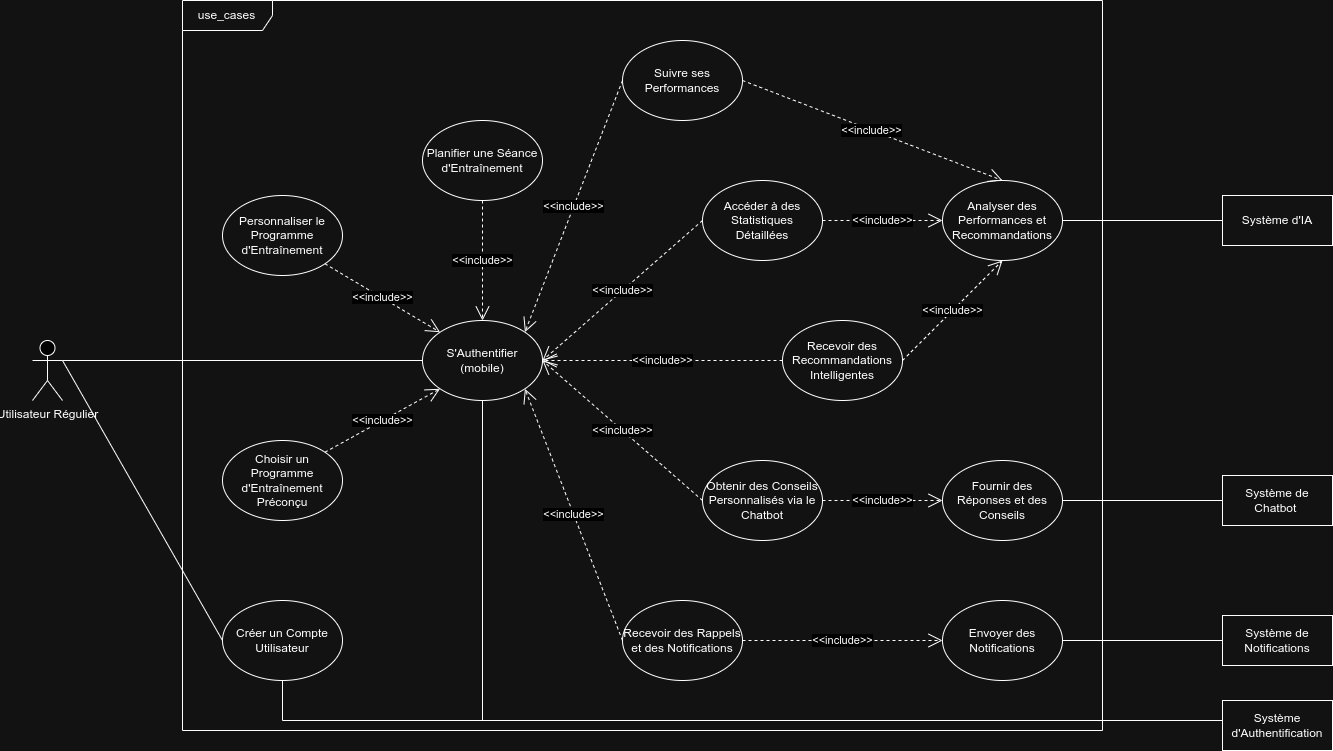 use_cases
Suivre ses
Performances
<<include>>
Planifier une Séance
d'Entraînement
<<include>>
Accéder à des
Statistiques
Détaillées
<<include>>
Analyser des
Performances et
Recommandations
Système d'IA
Personnaliser le
Programme
d'Entraînement
<<include>>
<<include>>
<<include>>
<<include>>
S'Authentifier
(mobile)
<<include>>
Recevoir des
Recommandations
Intelligentes
Utilisateur Régulier
<<include>>
<<include>>
Choisir un
Programme
d'Entraînement
Préconçu
Obtenir des Conseils
Personnalisés via le
Chatbot
<<include>>
Fournir des
Réponses et des
Conseils
Système de
Chatbot
<<include>>
Créer un Compte
Utilisateur
Recevoir des Rappels
et des Notifications
<<include>>
Envoyer des
Notifications
Système de
Notifications
Système
d'Authentification